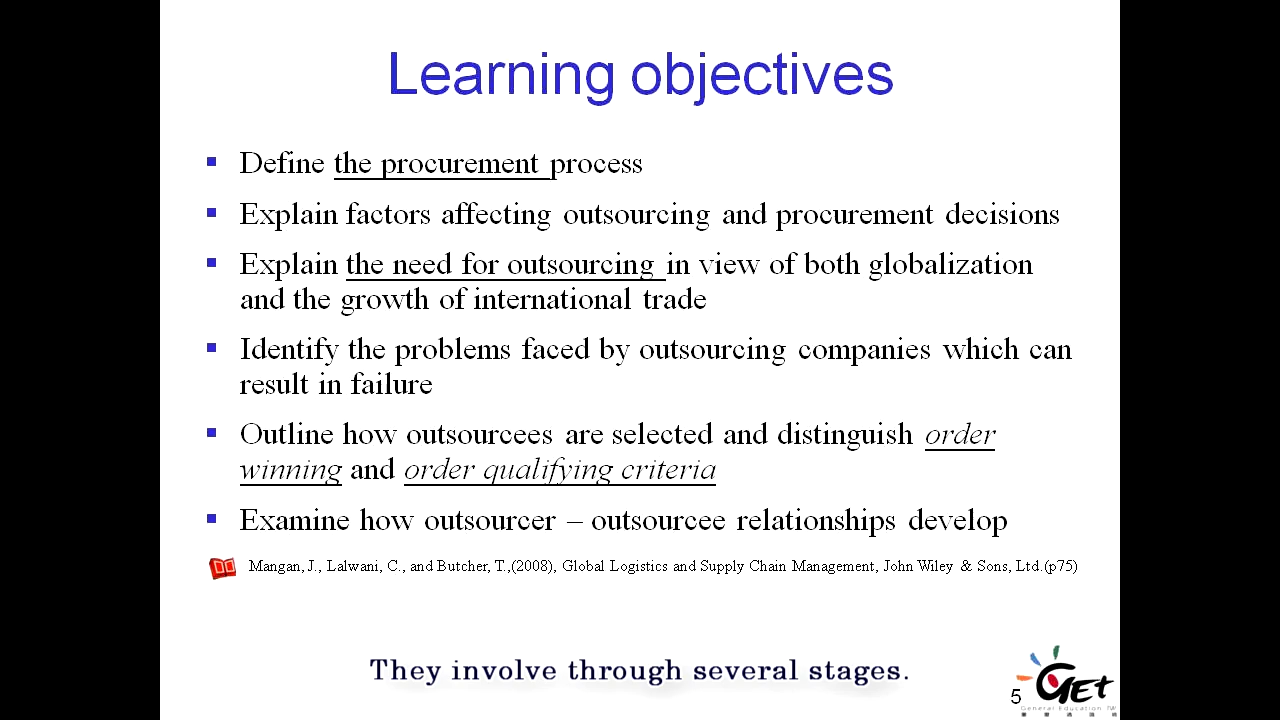 Learning objectives
Define the procurement process
Explain factors affecting outsourcing and procurement decisions
Explain the need for outsourcing in view of both globalization
and the growth of international trade
Identify the problems faced by outsourcing companies which can
result in failure
Outline how outsourcees are selected and distinguish order
winning and order qualifying criteria
Examine how outsourcer – outsourcee relationships develop
Mangan, J., Lalwani, C., and Butcher, T.,(2008), Global Logistics and Supply Chain Management, John Wiley & Sons, Ltd.(p75)
They involve through several stages.
5
GET
General Education TW